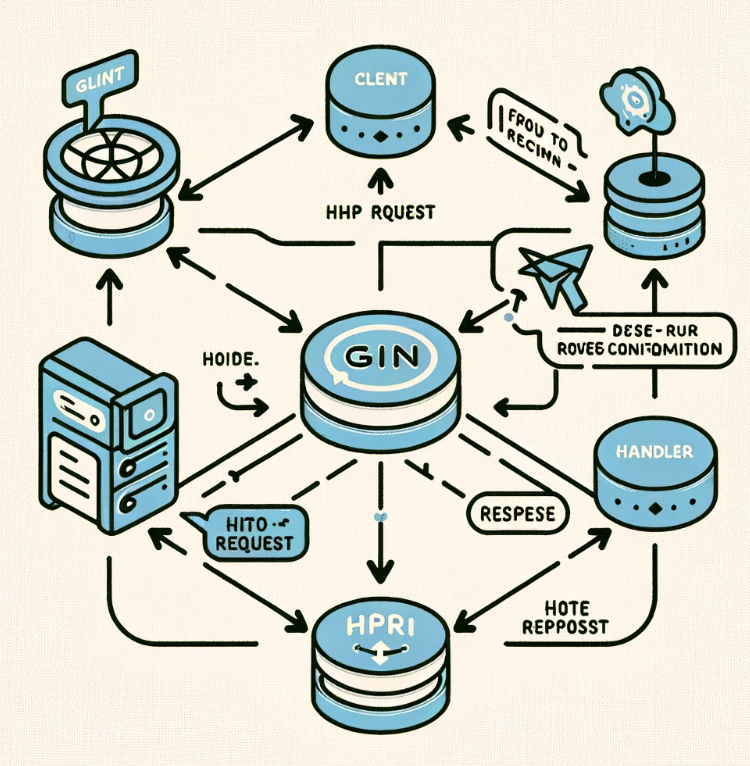 GLINT
CLENT
FROU TO
RECINN -
HHP RQUEST
DESE-RUR
ROVES CONFDOMITION
HOIDE.
GIN
HANDLER
HITO
REQUEST
RESPESE
HPRI
HOTE
REPPOSST